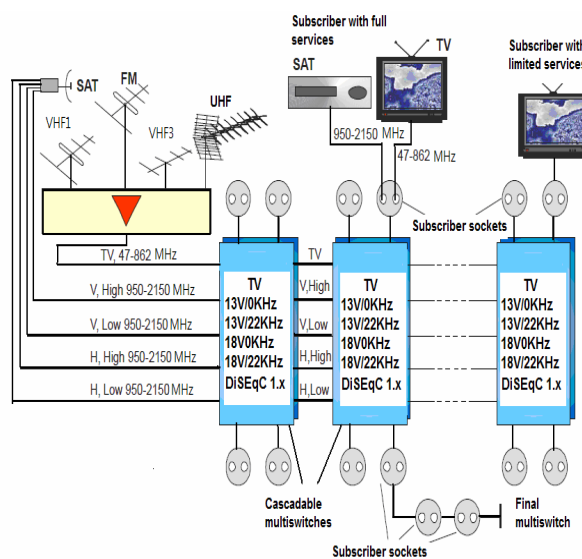 Subscriber with full
services
SAT
TV
Subscriber with
limited services
SAT
FM
UHF
VHF1
VHF3
950-2150 MHz
47-862 MHz
Subscriber sockets
TV, 47-862 MHz
V, High 950-2150 MHz
V, Low 950-2150 MHz
H, High 950-2150 MHz
H, Low 950-2150 MHz
TV
13V/0KHz
13V/22KHz
18V0KHz
18V/22KHz
DiSEqC 1.x
TV
V,High
V,Low
H,High
H,Low
TV
13V/0KHz
13V/22KHz
18V0KHz
18V/22KHz
DiSEqC 1.x
TV
13V/0KHz
13V/22KHz
18V0KHz
18V/22KHz
DiSEqC 1.x
Cascadable
multiswitches
Final
multiswitch
Subscriber sockets